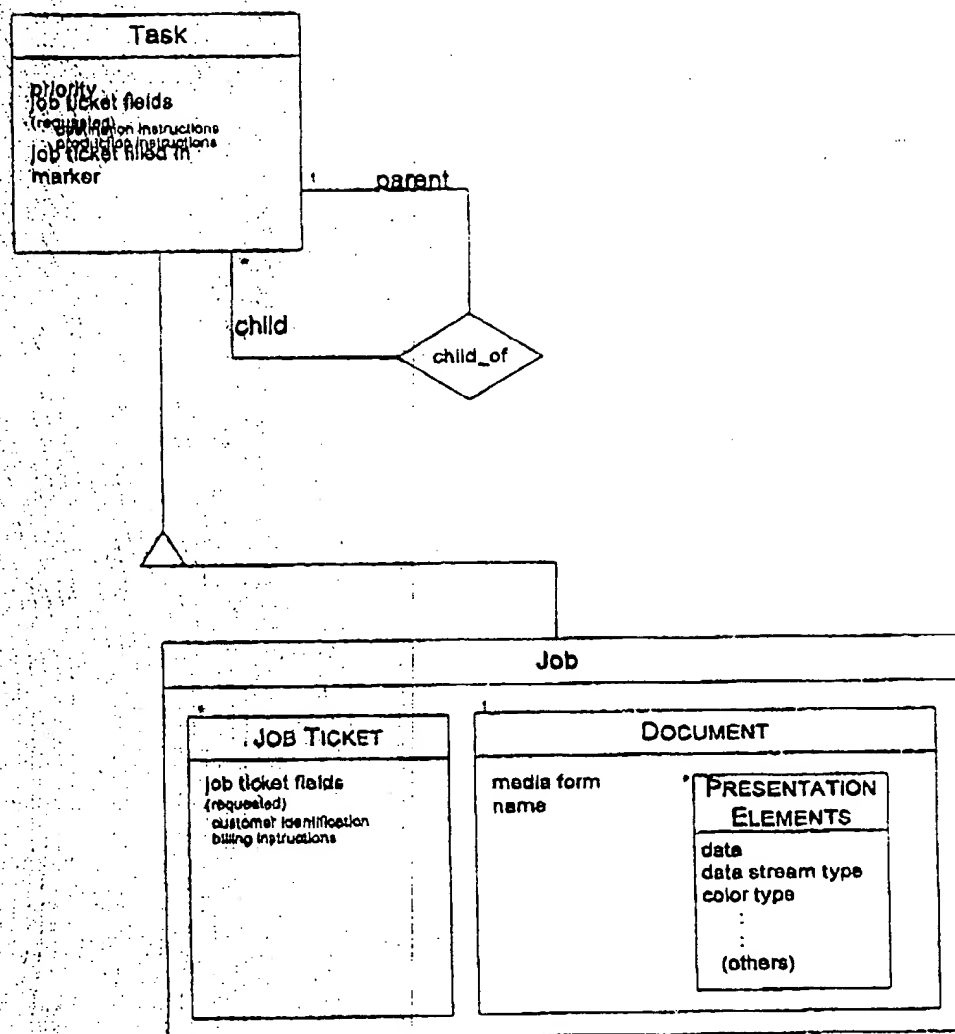 Task
priority
job ticket fields
(requested)
instructions
production instructions
job ticket filled in
marker
1
parent
*
child
child_of
Job
*
JOB TICKET
job ticket fields
(requested)
customer identification
billing instructions
1
DOCUMENT
media form
name
*
PRESENTATION
ELEMENTS
data
data stream type
color type
:
:
(others)